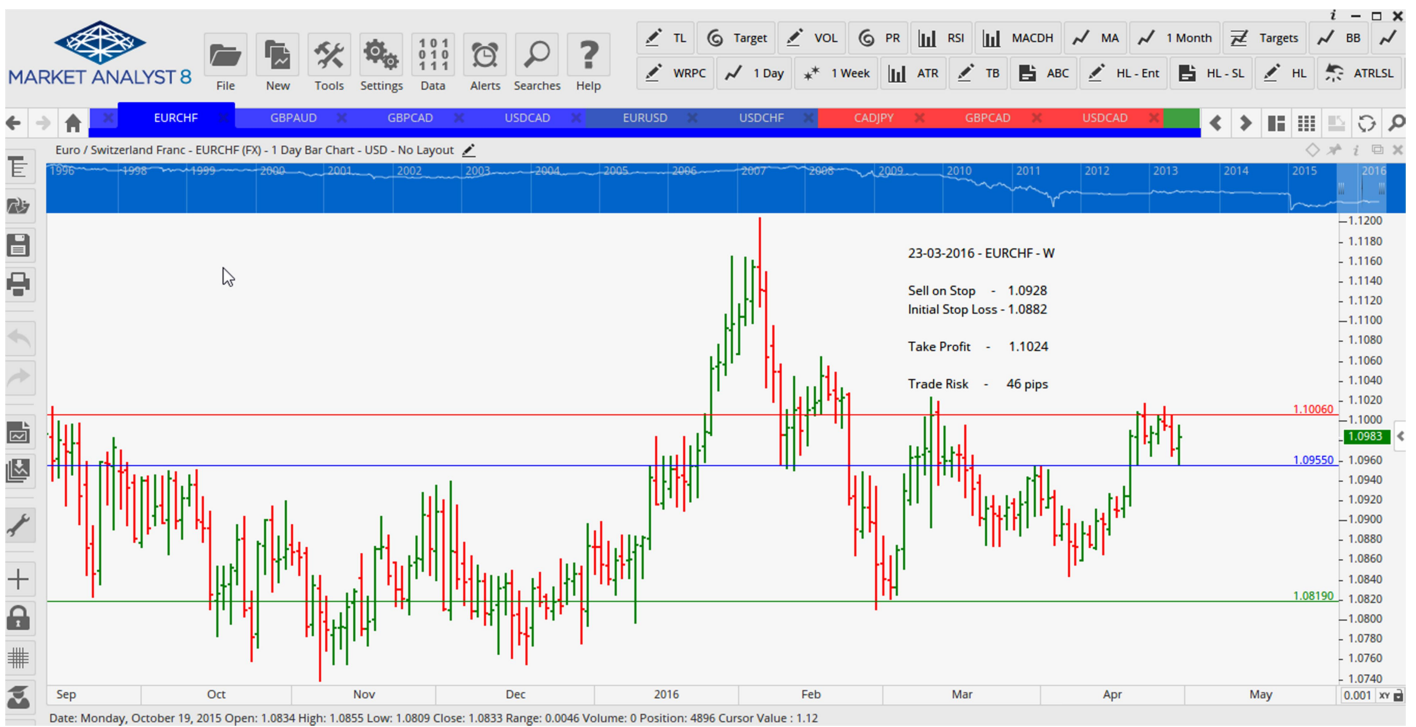 MARKET ANALYST 8
File
New
Tools
Settings
101
010
111
Data
Alerts
Searches
?
Help
i
TL
Target
VOL
PR
RSI
MACDH
MA
1 Month
Targets
BB
WRPC
1 Day
1 Week
ATR
TB
ABC
HL - Ent
HL - SL
HL
ATRLSL
EURCHF
GBPAUD
GBPCAD
USDCAD
EURUSD
USDCHF
CADJPY
GBPCAD
USDCAD
Euro / Switzerland Franc - EURCHF (FX) - 1 Day Bar Chart - USD - No Layout
i
1996 1998 1999 2000 2001 2002 2003 2004 2005 2006 2007 2008 2009 2010 2011 2012 2013 2014 2015 2016
23-03-2016 - EURCHF - W
Sell on Stop - 1.0928
Initial Stop Loss - 1.0882
Take Profit - 1.1024
Trade Risk - 46 pips
1.10060
1.09550
1.08190
1.1200
1.1180
1.1160
1.1140
1.1120
1.1100
1.1080
1.1060
1.1040
1.1020
1.1000
1.0983
1.0960
1.0940
1.0920
1.0900
1.0880
1.0860
1.0840
1.0820
1.0800
1.0780
1.0760
1.0740
Sep Oct Nov Dec 2016 Feb Mar Apr May
0.001 XY
Date: Monday, October 19, 2015 Open: 1.0834 High: 1.0855 Low: 1.0809 Close: 1.0833 Range: 0.0046 Volume: 0 Position: 4896 Cursor Value : 1.12